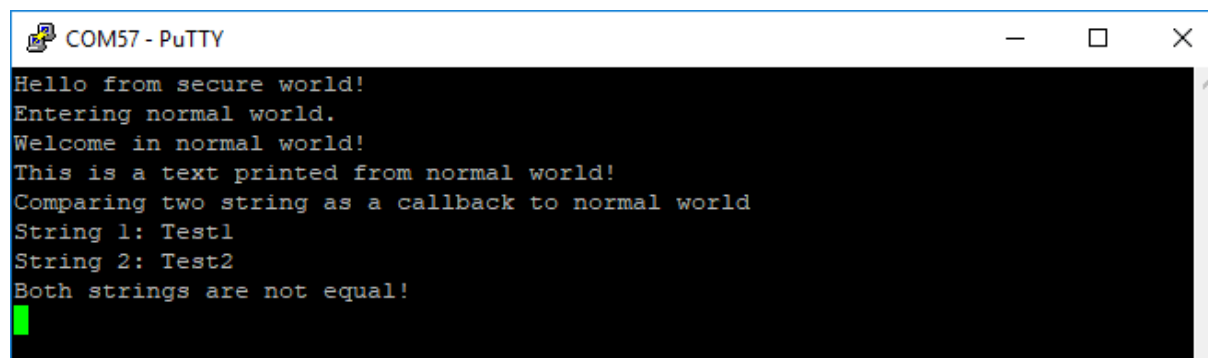 COM57 - PuTTY
Hello from secure world!
Entering normal world.
Welcome in normal world!
This is a text printed from normal world!
Comparing two string as a callback to normal world
String 1: Test1
String 2: Test2
Both strings are not equal!